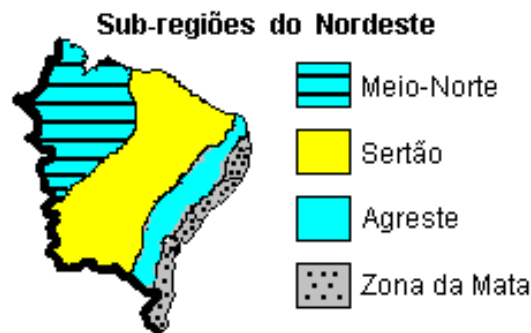 Sub-regiões do Nordeste
Meio-Norte
Sertão
Agreste
Zona da Mata